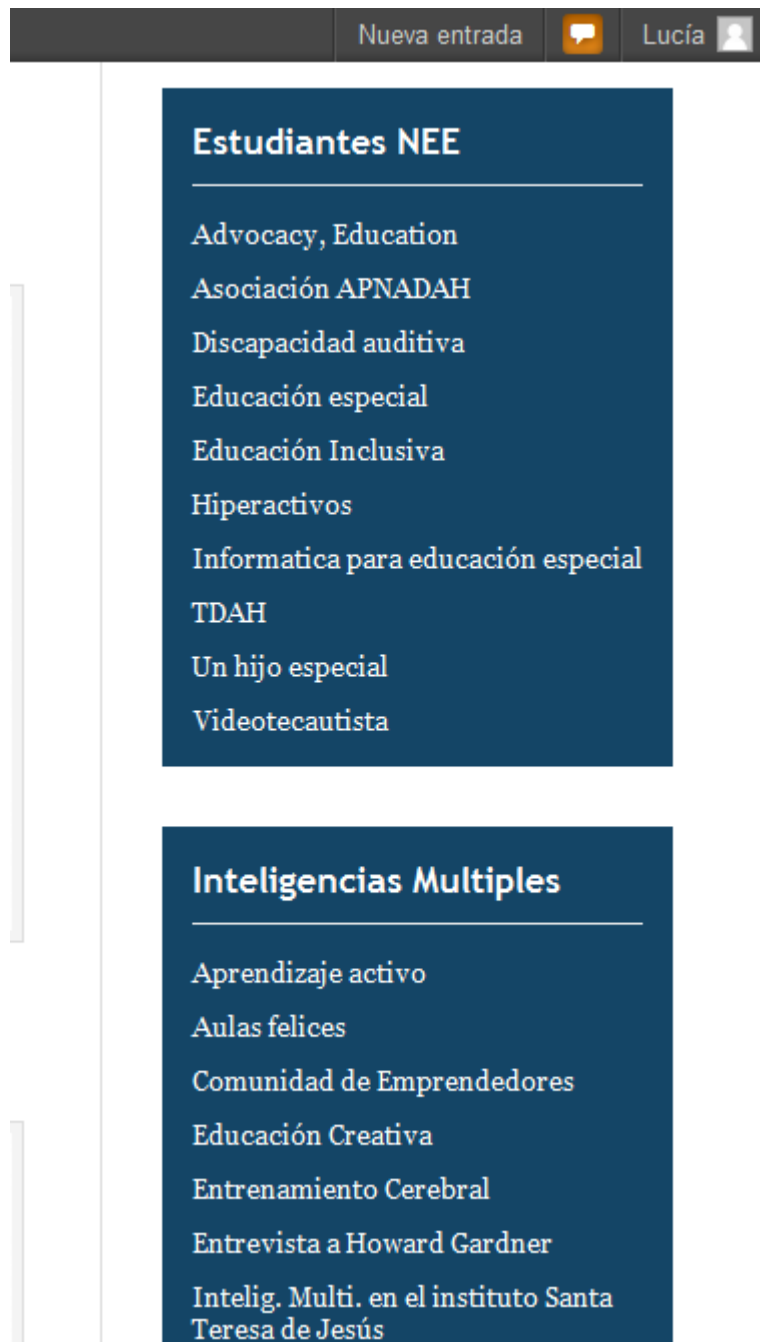 Nueva entrada
Lucía
Estudiantes NEE
Advocacy, Education
Asociación APNADAH
Discapacidad auditiva
Educación especial
Educación Inclusiva
Hiperactivos
Informatica para educación especial
TDAH
Un hijo especial
Videotecautista
Inteligencias Multiples
Aprendizaje activo
Aulas felices
Comunidad de Emprendedores
Educación Creativa
Entrenamiento Cerebral
Entrevista a Howard Gardner
Intelig. Multi. en el instituto Santa
Teresa de Jesús